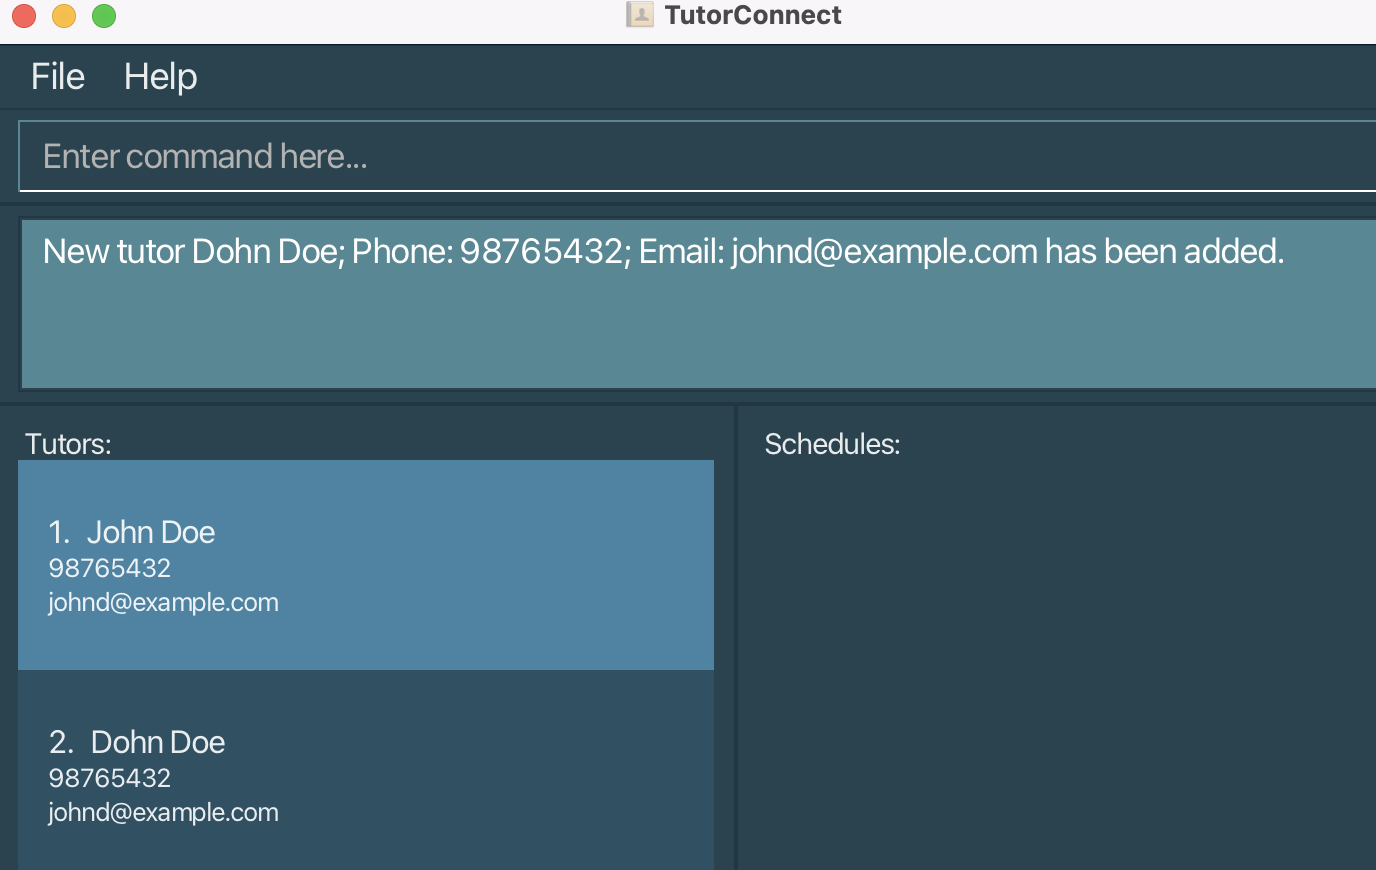 TutorConnect
File Help
Enter command here...
New tutor Dohn Doe; Phone: 98765432; Email: johnd@example.com has been added.
Tutors:
Schedules:
1. John Doe
98765432
johnd@example.com
2. Dohn Doe
98765432
johnd@example.com